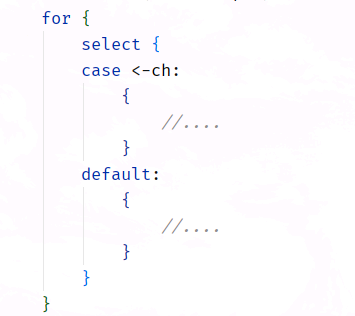 for {
select {
case <-ch:
{
//....
}
default:
{
//....
}
}
}